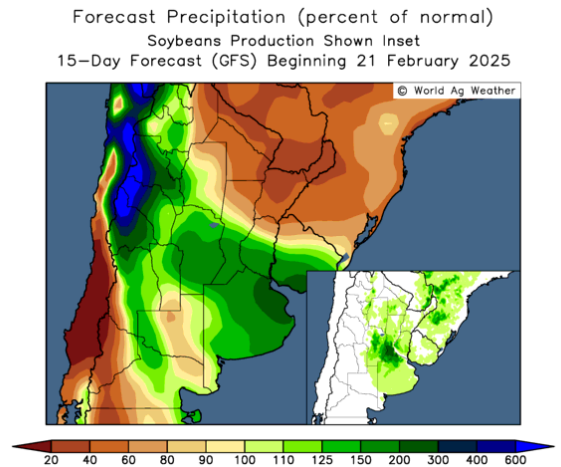 Forecast Precipitation (percent of normal)
Soybeans Production Shown Inset
15-Day Forecast (GFS) Beginning 21 February 2025
© World Ag Weather
20 40 60 80 90 100 110 125 150 200 300 400 600